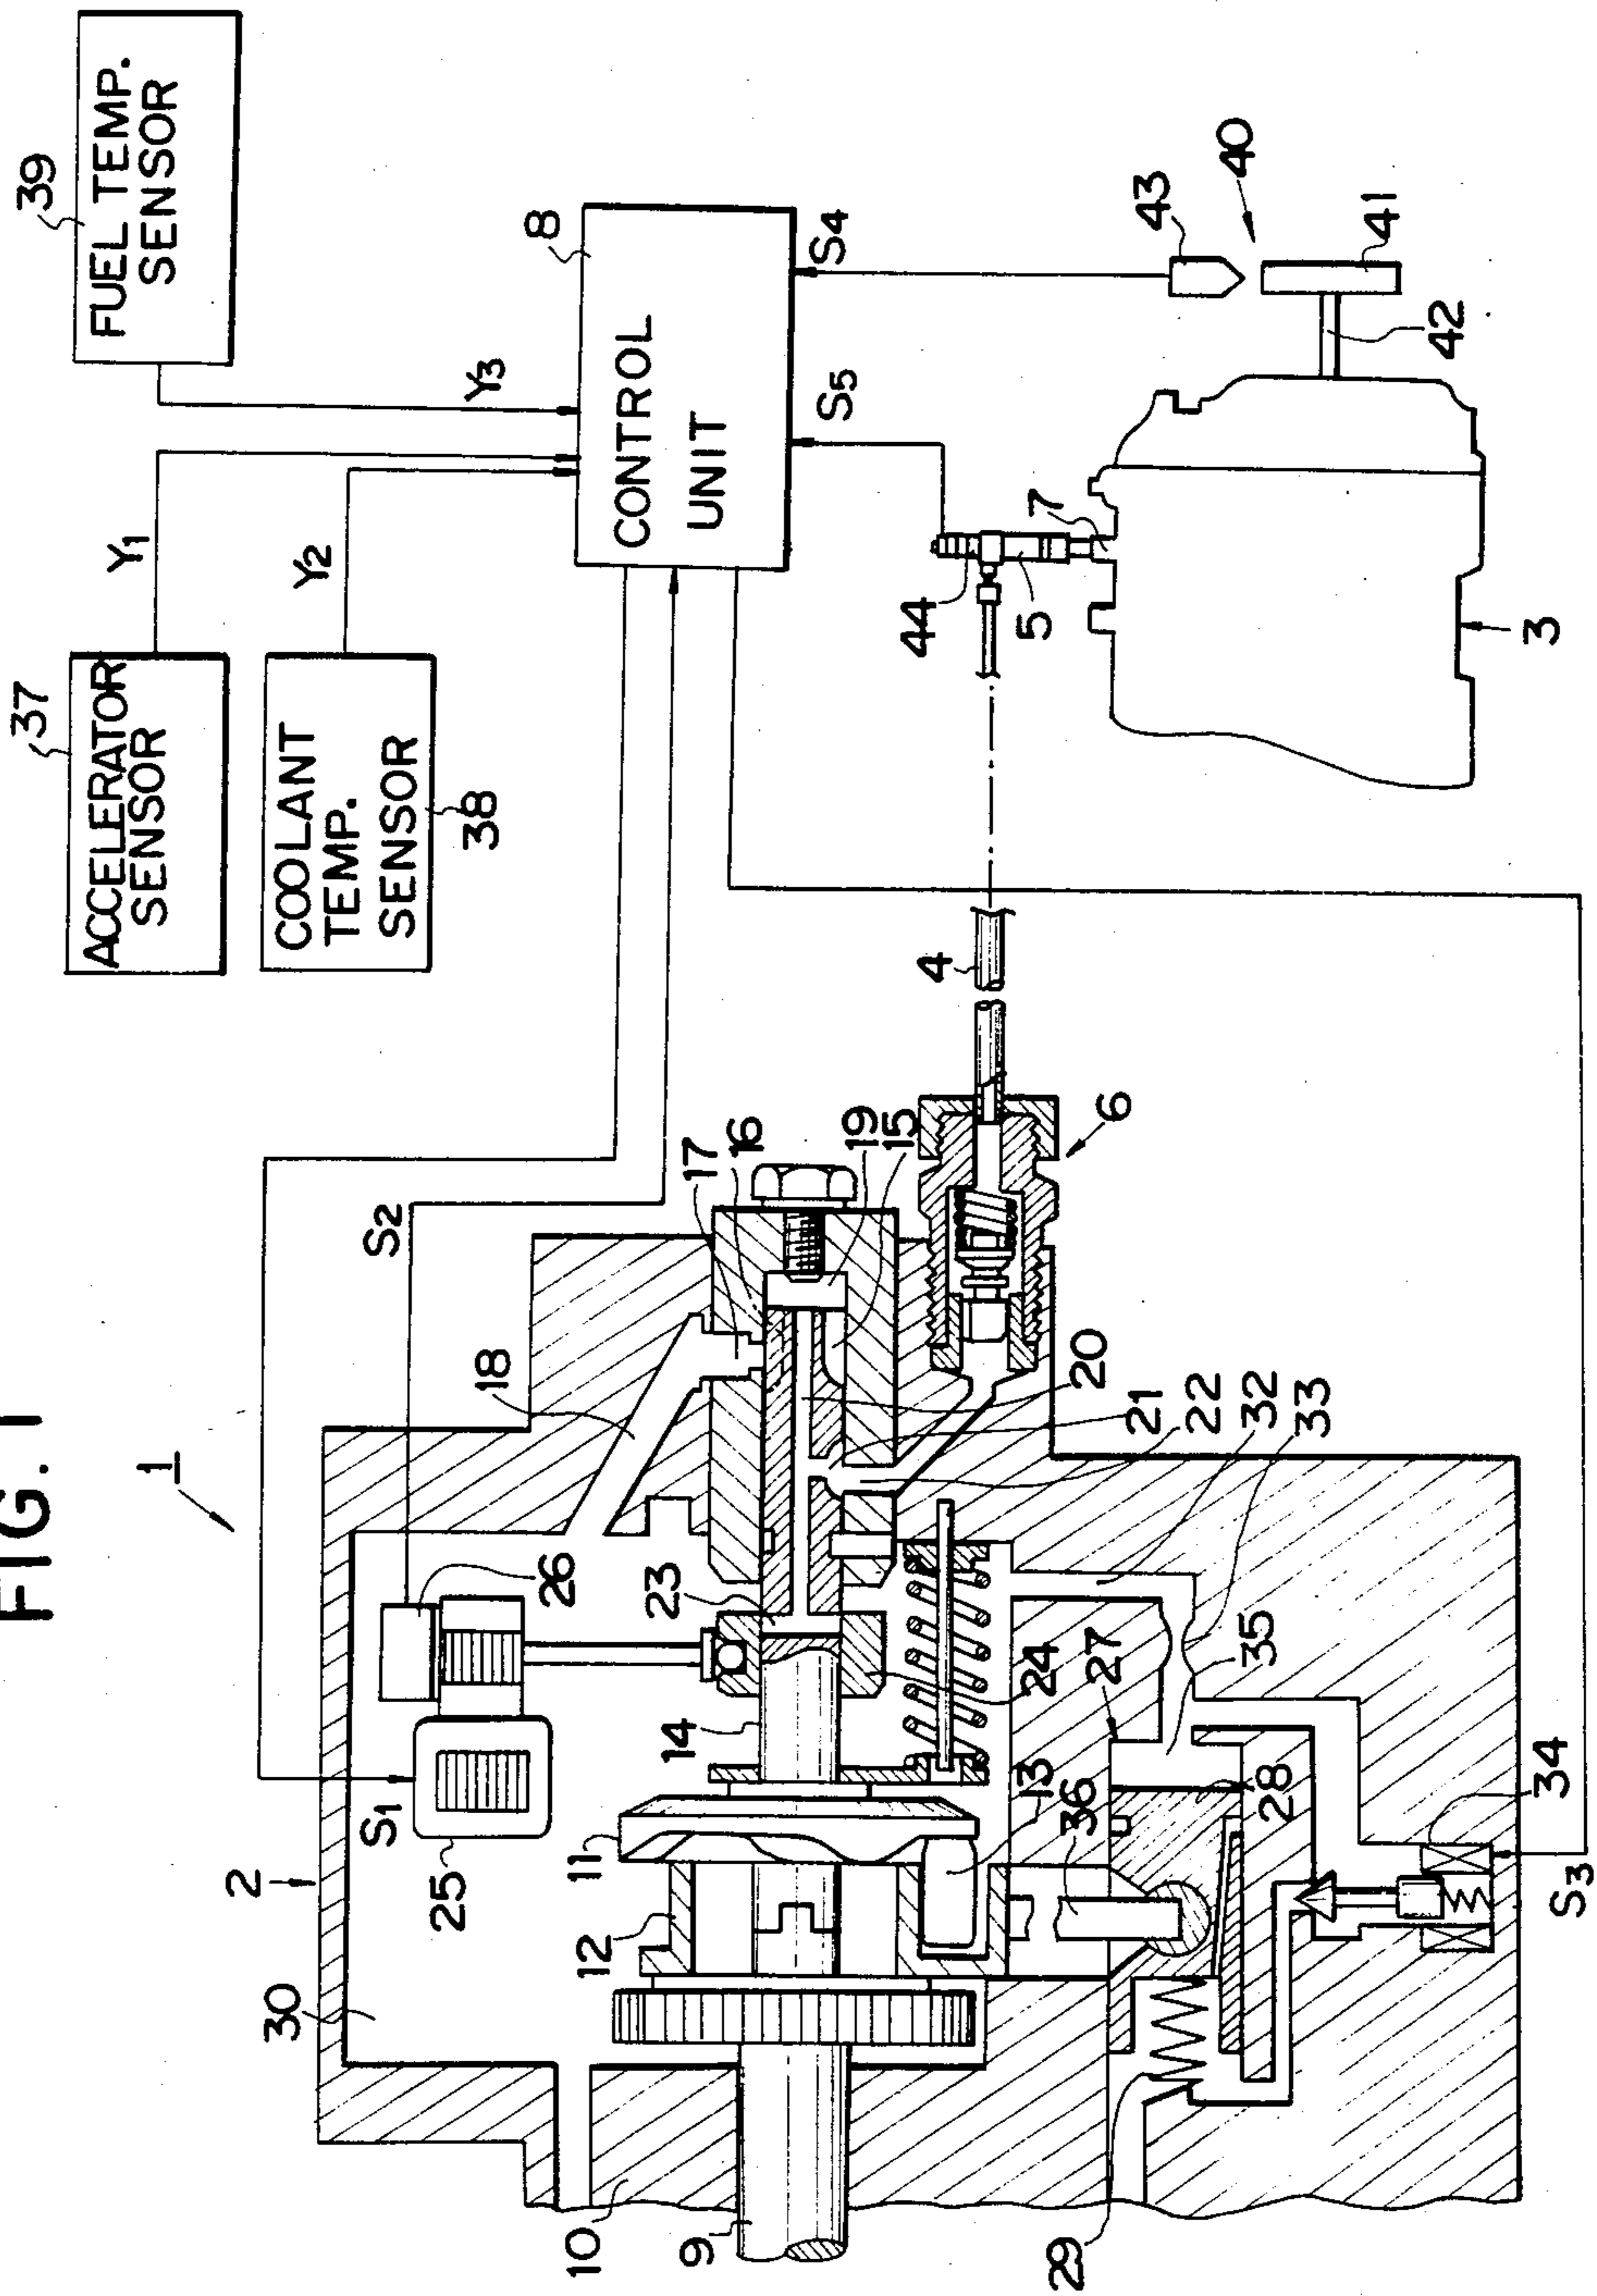 FIG. 1
1
37
ACCELERATOR
SENSOR
Y1
COOLANT
TEMP.
SENSOR
38
Y2
39
FUEL TEMP.
SENSOR
Y3
8
CONTROL
UNIT
S4
S5
S2
S1
S3
43
40
41
42
7
44
5
3
4
6
2
30
25
26
18
17
16
19
15
20
21
22
32
33
23
14
24
11
12
13
36
27
35
28
34
10
9
29